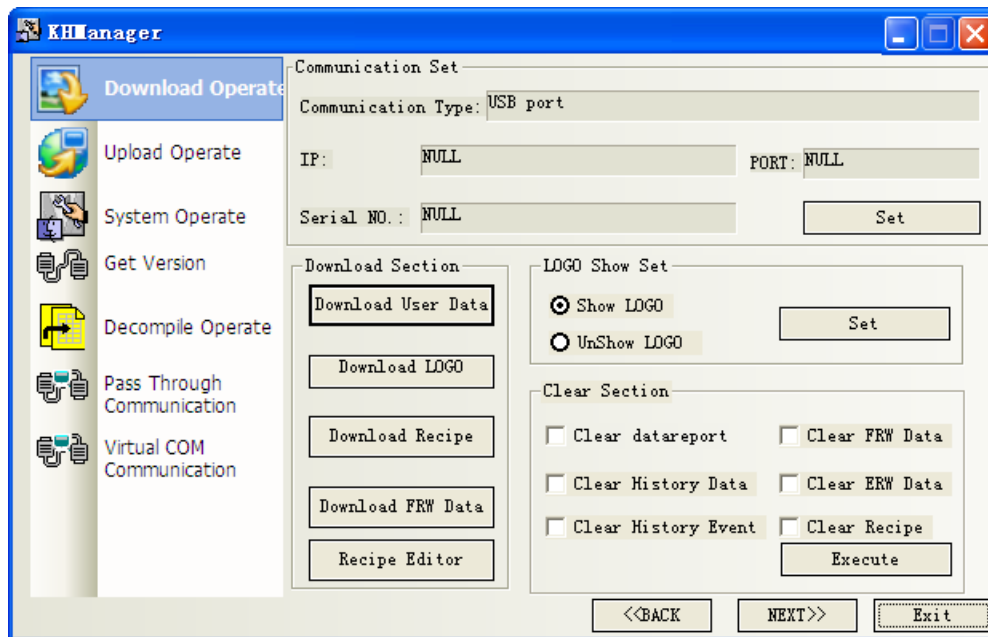 KHManager
Download Operate
Upload Operate
System Operate
Get Version
Decompile Operate
Pass Through
Communication
Virtual COM
Communication
Communication Set
Communication Type: USB port
IP: NULL PORT: NULL
Serial NO.: NULL Set
Download Section
Download User Data
Download LOGO
Download Recipe
Download FRW Data
Recipe Editor
LOGO Show Set
Show LOGO
UnShow LOGO
Set
Clear Section
Clear datareport Clear FRW Data
Clear History Data Clear ERW Data
Clear History Event Clear Recipe
Execute
<<BACK NEXT>> Exit